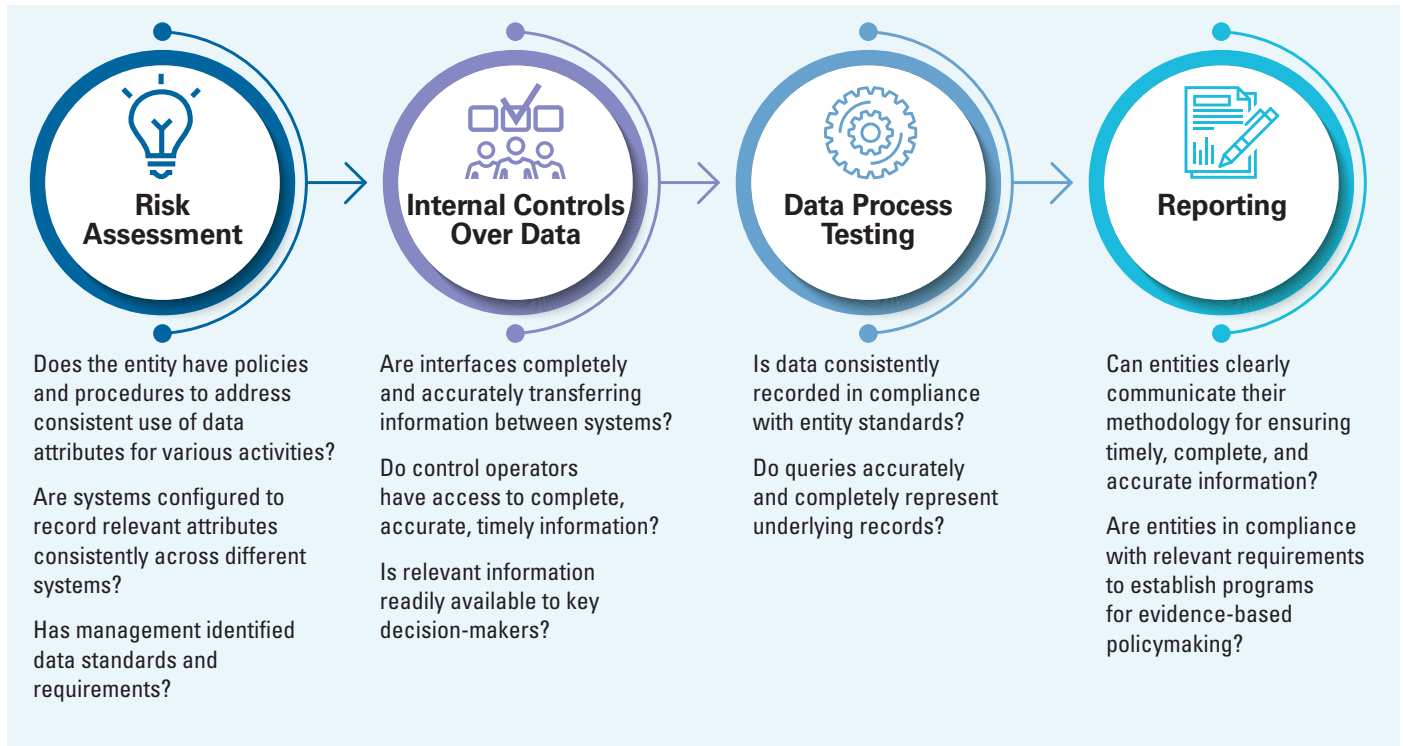 Risk
Assessment
Does the entity have policies
and procedures to address
consistent use of data
attributes for various activities?
Are systems configured to
record relevant attributes
consistently across different
systems?
Has management identified
data standards and
requirements?
Internal Controls
Over Data
Are interfaces completely
and accurately transferring
information between systems?
Do control operators
have access to complete,
accurate, timely information?
Is relevant information
readily available to key
decision-makers?
Data Process
Testing
Is data consistently
recorded in compliance
with entity standards?
Do queries accurately
and completely represent
underlying records?
Reporting
Can entities clearly
communicate their
methodology for ensuring
timely, complete, and
accurate information?
Are entities in compliance
with relevant requirements
to establish programs
for evidence-based
policymaking?